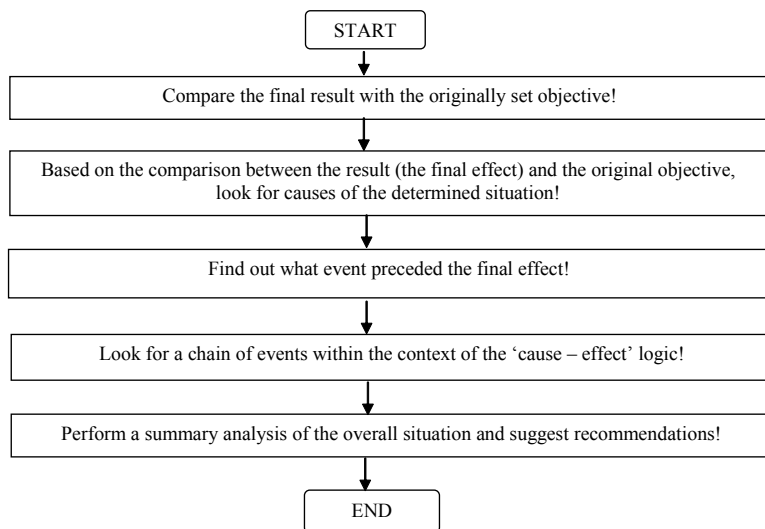 START
Compare the final result with the originally set objective!
Based on the comparison between the result (the final effect) and the original objective,
look for causes of the determined situation!
Find out what event preceded the final effect!
Look for a chain of events within the context of the ‘cause – effect’ logic!
Perform a summary analysis of the overall situation and suggest recommendations!
END